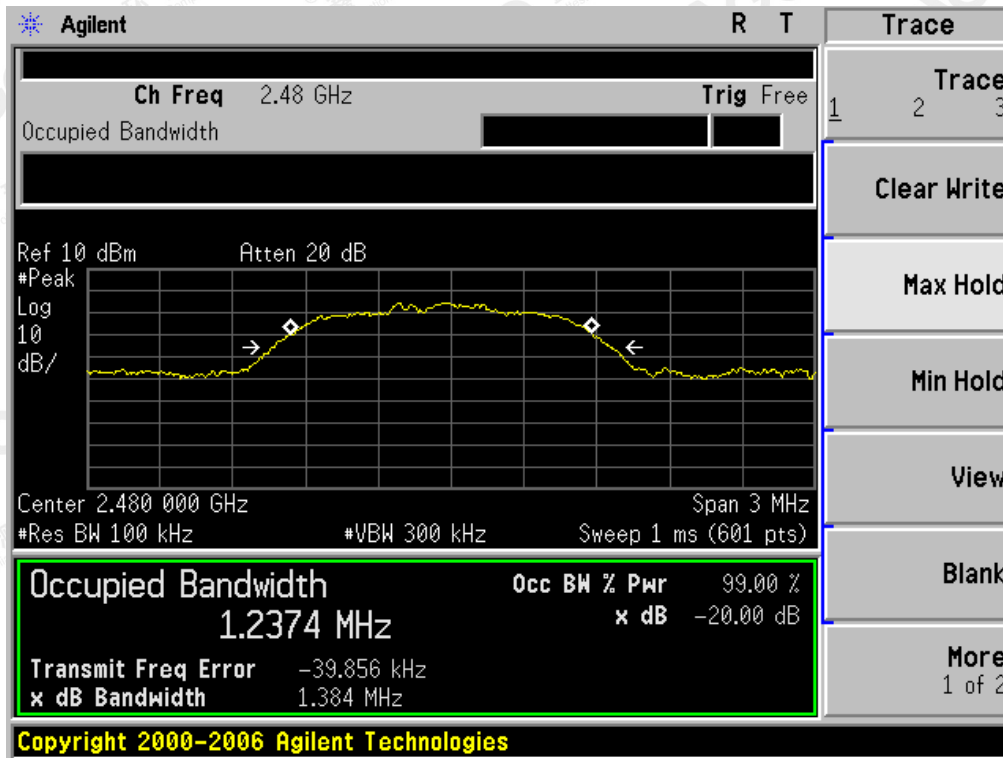 Agilent R T Trace
Ch Freq 2.48 GHz Trig Free
Occupied Bandwidth
Trace
1 2 3
Clear Write
Ref 10 dBm Atten 20 dB
#Peak
Log
10
dB/
Max Hold
Min Hold
View
Center 2.480 000 GHz Span 3 MHz
#Res BW 100 kHz #VBW 300 kHz Sweep 1 ms (601 pts)
Occupied Bandwidth Occ BW % Pwr 99.00 %
1.2374 MHz x dB -20.00 dB
Blank
Transmit Freq Error -39.856 kHz
x dB Bandwidth 1.384 MHz
More
1 of 2
Copyright 2000-2006 Agilent Technologies